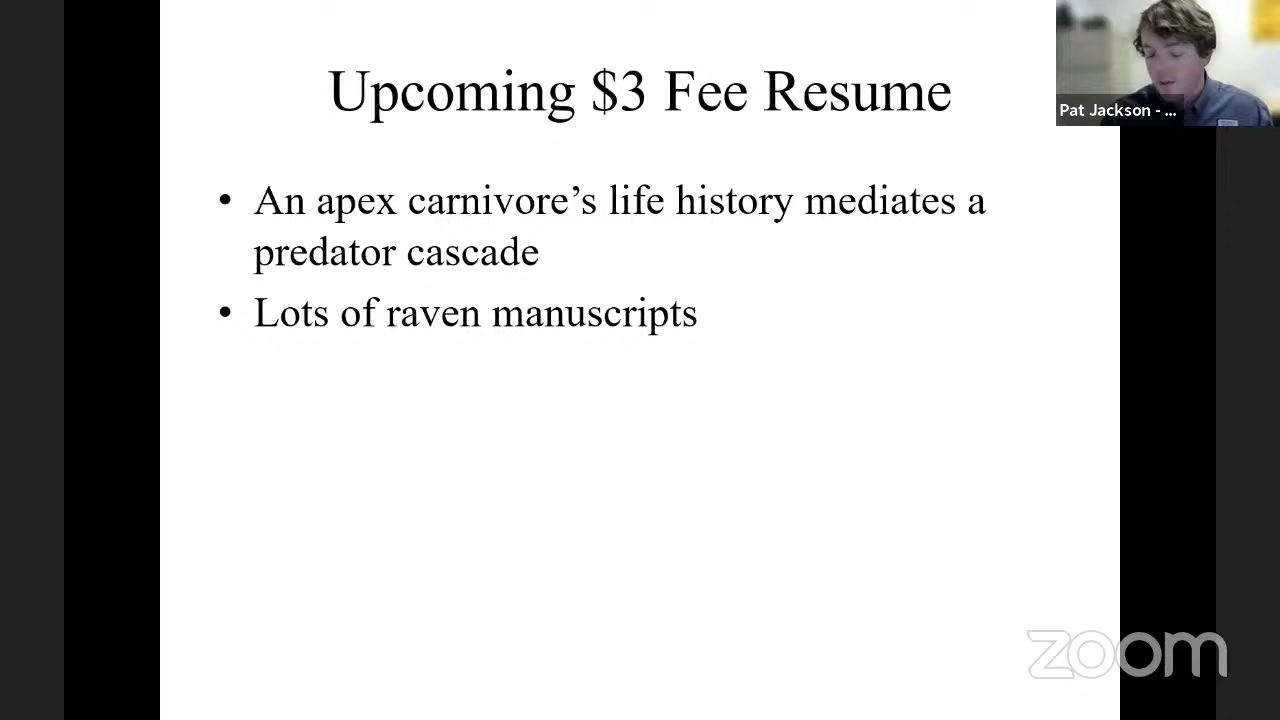 Upcoming $3 Fee Resume
Pat Jackson - ...
• An apex carnivore’s life history mediates a
predator cascade
• Lots of raven manuscripts
zoom